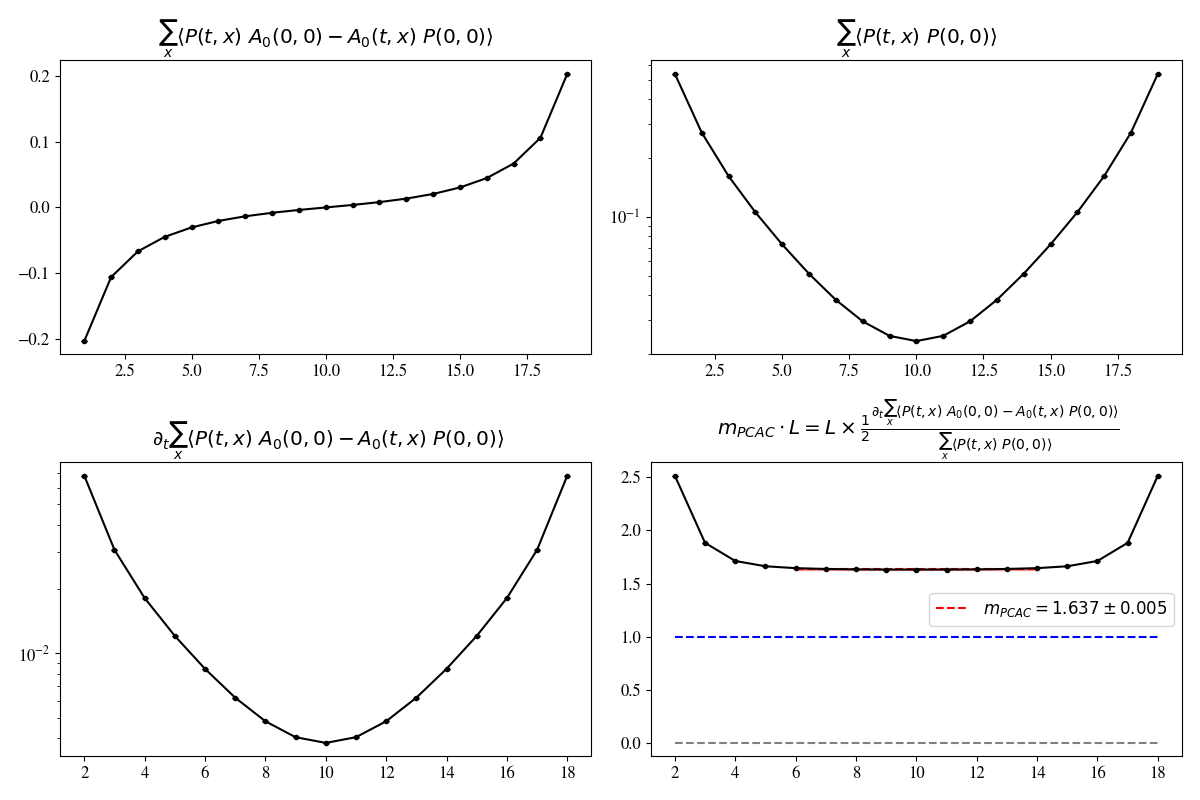 ∑ₓ⟨P(t, x) A₀(0, 0) − A₀(t, x) P(0, 0)⟩
0.2
0.1
0.0
−0.1
−0.2
2.5 5.0 7.5 10.0 12.5 15.0 17.5
∑ₓ⟨P(t, x) P(0, 0)⟩
10⁻¹
2.5 5.0 7.5 10.0 12.5 15.0 17.5
∂ₜ∑ₓ⟨P(t, x) A₀(0, 0) − A₀(t, x) P(0, 0)⟩
10⁻²
2 4 6 8 10 12 14 16 18
m_PCAC · L = L × ½ ∂ₜ∑ₓ⟨P(t, x) A₀(0, 0) − A₀(t, x) P(0, 0)⟩ / ∑ₓ⟨P(t, x) P(0, 0)⟩
2.5
2.0
1.5
1.0
0.5
0.0
m_PCAC = 1.637 ± 0.005
2 4 6 8 10 12 14 16 18